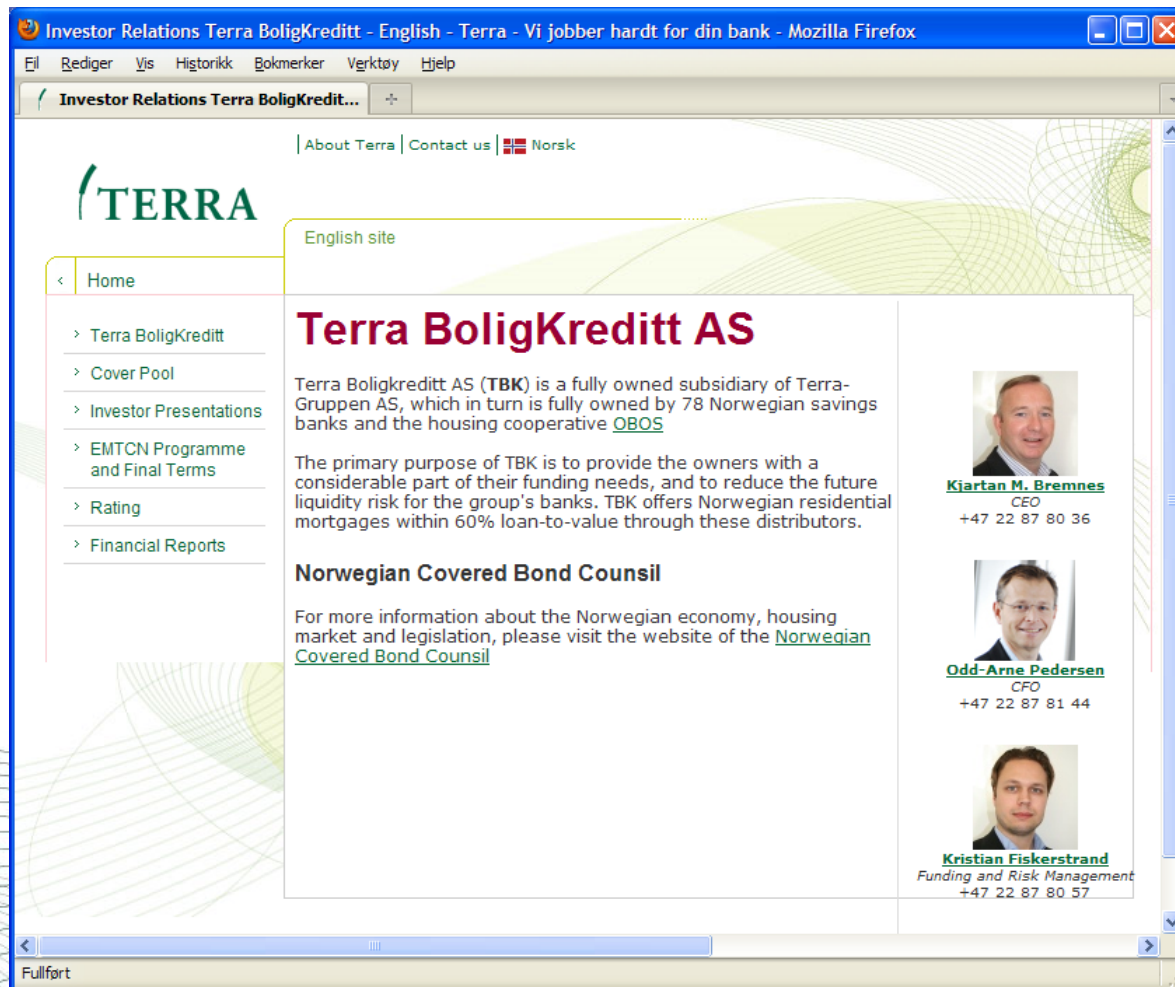 Investor Relations Terra BoligKreditt - English - Terra - Vi jobber hardt for din bank - Mozilla Firefox
Fil Rediger Vis Historikk Bokmerker Verktøy Hjelp
Investor Relations Terra BoligKredit...
About Terra Contact us Norsk
TERRA
English site
< Home
Terra BoligKreditt
Cover Pool
Investor Presentations
EMTCN Programme
and Final Terms
Rating
Financial Reports
Terra BoligKreditt AS
Terra Boligkreditt AS (TBK) is a fully owned subsidiary of Terra-
Gruppen AS, which in turn is fully owned by 78 Norwegian savings
banks and the housing cooperative OBOS
The primary purpose of TBK is to provide the owners with a
considerable part of their funding needs, and to reduce the future
liquidity risk for the group's banks. TBK offers Norwegian residential
mortgages within 60% loan-to-value through these distributors.
Norwegian Covered Bond Counsil
For more information about the Norwegian economy, housing
market and legislation, please visit the website of the Norwegian
Covered Bond Counsil
Kjartan M. Bremnes
CEO
+47 22 87 80 36
Odd-Arne Pedersen
CFO
+47 22 87 81 44
Kristian Fiskerstrand
Funding and Risk Management
+47 22 87 80 57
Fullført